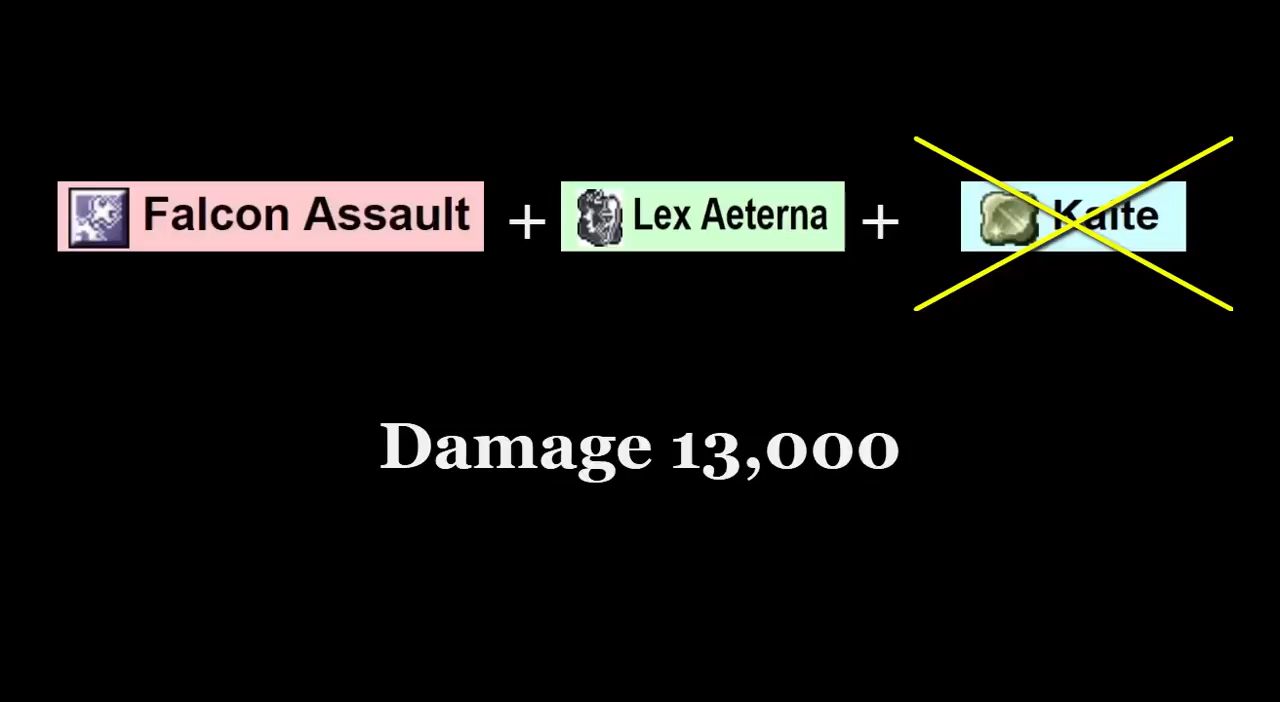 Falcon Assault + Lex Aeterna + Kaite
Damage 13,000